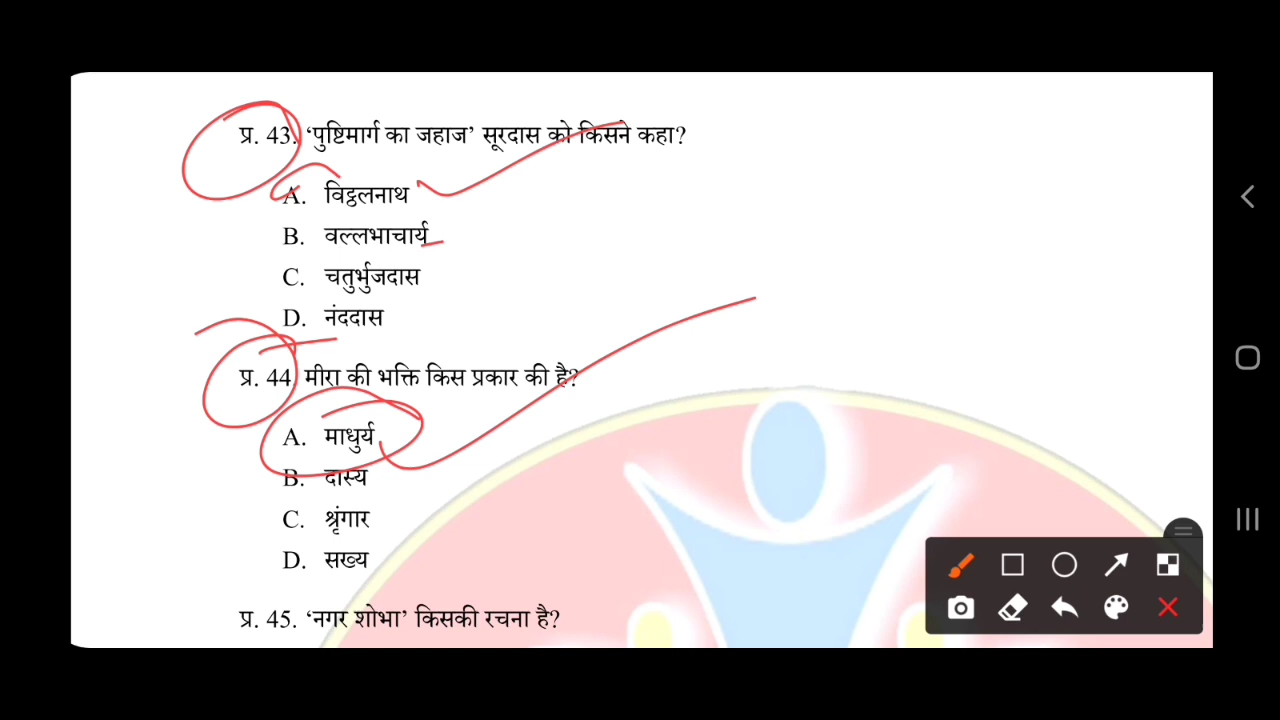 प्र. 43. ‘पुष्टिमार्ग का जहाज’ सूरदास को किसने कहा?
A. विट्ठलनाथ
B. वल्लभाचार्य
C. चतुर्भुजदास
D. नंददास
प्र. 44. मीरा की भक्ति किस प्रकार की है?
A. माधुर्य
B. दास्य
C. श्रृंगार
D. सख्य
प्र. 45. ‘नगर शोभा’ किसकी रचना है?